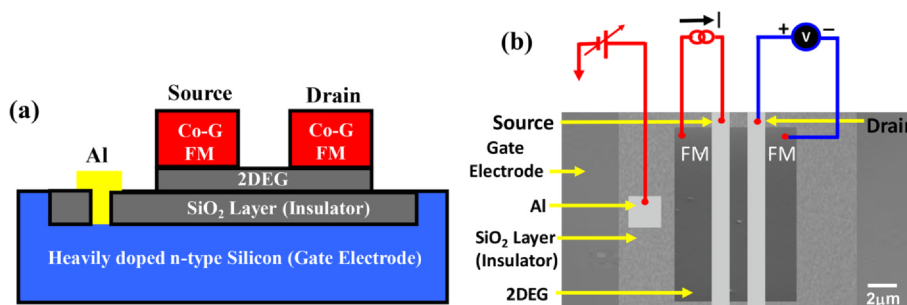 (a)
Source
Drain
Co-G
FM
Co-G
FM
Al
2DEG
SiO₂ Layer (Insulator)
Heavily doped n-type Silicon (Gate Electrode)
(b)
I
+
V
−
Source
Drain
Gate
Electrode
FM
FM
Al
SiO₂ Layer
(Insulator)
2DEG
2μm